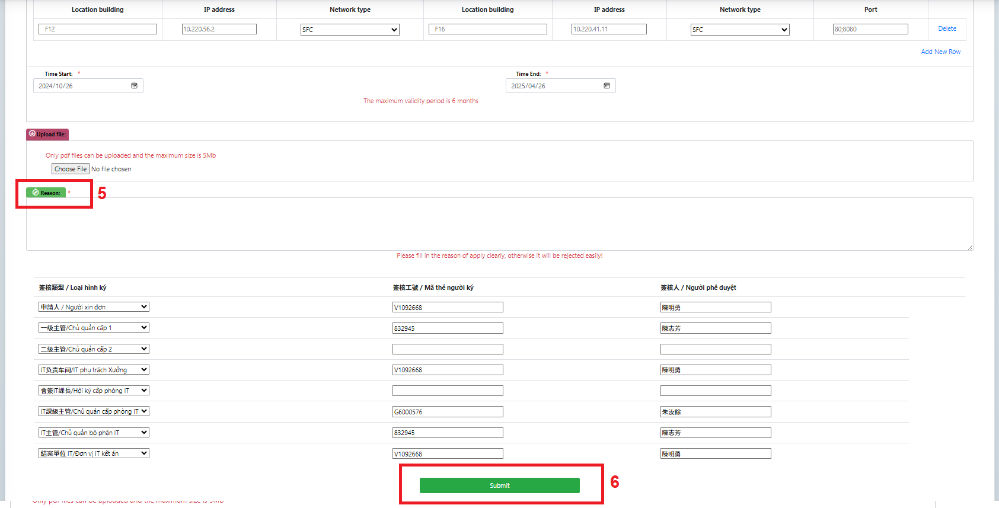 Location building IP address Network type Location building IP address Network type Port
F12 10.220.56.2 SFC F16 10.220.41.11 SFC 80;8080 Delete
Add New Row
Time Start: * Time End: *
2024/10/26 2025/04/26
The maximum validity period is 6 months
Upload file:
Only pdf files can be uploaded and the maximum size is 5Mb
Choose File No file chosen
Reason: * 5
Please fill in the reason of apply clearly, otherwise it will be rejected easily!
簽核類型 / Loại hình ký 簽核工號 / Mã thẻ người ký 簽核人 / Người phê duyệt
申請人 / Người xin đơn V1092668 陳明勇
一级主管/Chủ quản cấp 1 832945 陳志芳
二级主管/Chủ quản cấp 2
IT负责车间/IT phụ trách Xưởng V1092668 陳明勇
會簽IT課長/Hội ký cấp phòng IT
IT課級主管/Chủ quản cấp phòng IT G6000576 朱汝餘
IT主管/Chủ quản bộ phận IT 832945 陳志芳
結案單位 IT/Đơn vị IT kết án V1092668 陳明勇
Submit 6
Only pdf files can be uploaded and the maximum size is 5Mb